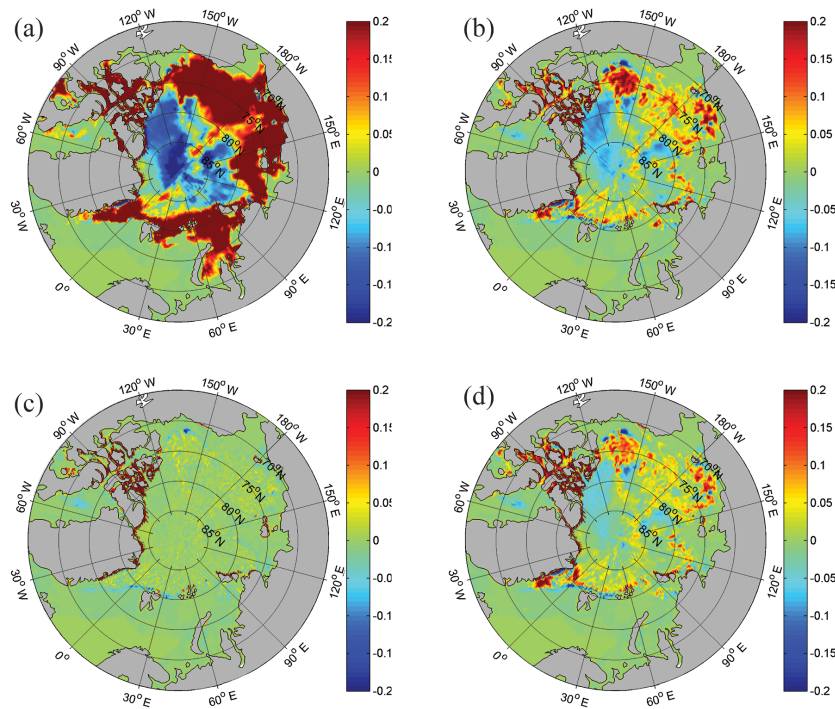 (a)
120° W
150° W
180° W
150° E
120° E
90° E
60° E
30° E
0°
30° W
60° W
90° W
70°N
75°N
80°N
85°N
0.2
0.15
0.1
0.05
0
-0.0
-0.1
-0.1
-0.2
(b)
120° W
150° W
180° W
150° E
120° E
90° E
60° E
30° E
0°
30° W
60° W
90° W
70°N
75°N
80°N
85°N
0.2
0.15
0.1
0.05
0
-0.05
-0.1
-0.15
-0.2
(c)
120° W
150° W
180° W
150° E
120° E
90° E
60° E
30° E
0°
30° W
60° W
90° W
70°N
75°N
80°N
85°N
0.2
0.15
0.1
0.05
0
-0.0
-0.1
-0.1
-0.2
(d)
120° W
150° W
180° W
150° E
120° E
90° E
60° E
30° E
0°
30° W
60° W
90° W
70°N
75°N
80°N
85°N
0.2
0.15
0.1
0.05
0
-0.05
-0.1
-0.15
-0.2